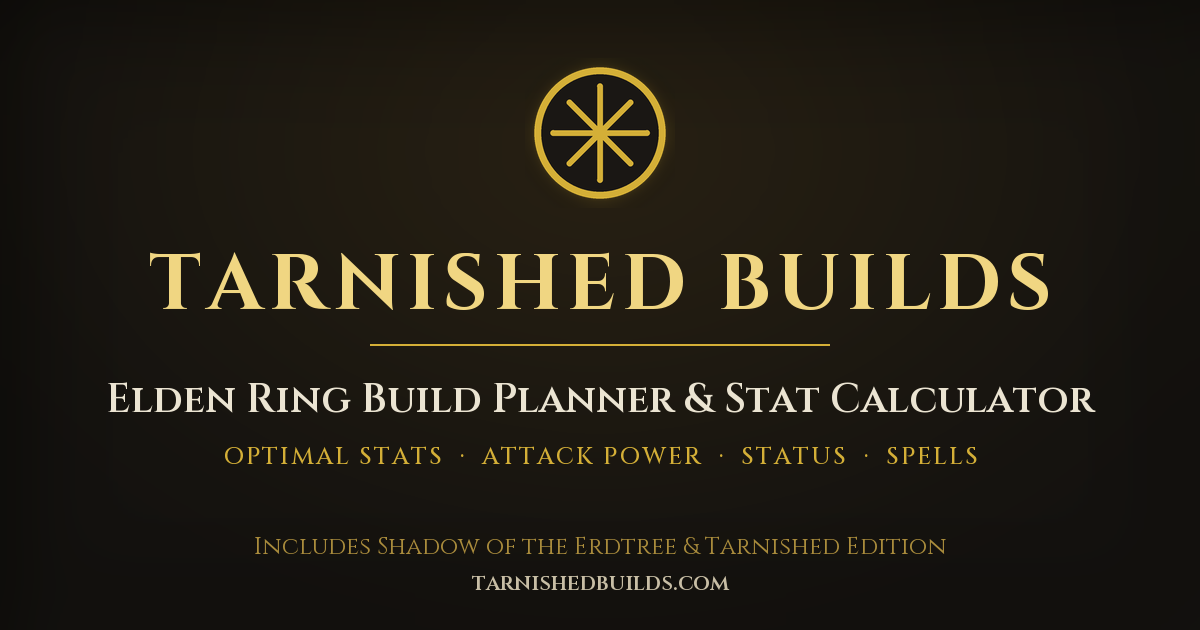 TARNISHED BUILDS
Elden Ring Build Planner & Stat Calculator
OPTIMAL STATS · ATTACK POWER · STATUS · SPELLS
Includes Shadow of the Erdtree & Tarnished Edition
TARNISHEDBUILDS.COM